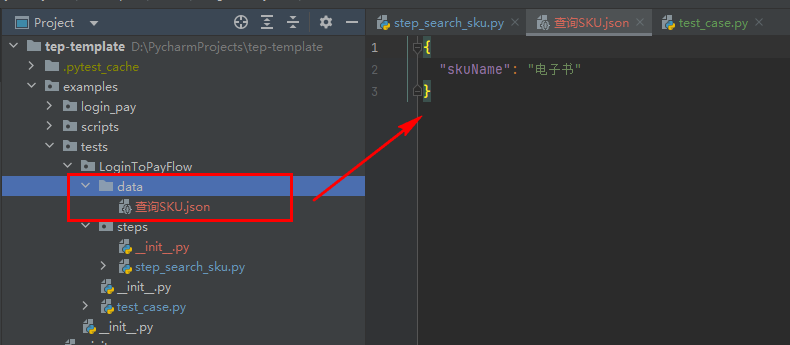 Project
tep-template D:\PycharmProjects\tep-template
.pytest_cache
examples
login_pay
scripts
tests
LoginToPayFlow
data
查询SKU.json
steps
__init__.py
step_search_sku.py
__init__.py
test_case.py
__init__.py
step_search_sku.py
查询SKU.json
test_case.py
1 {
2 "skuName": "电子书"
3 }